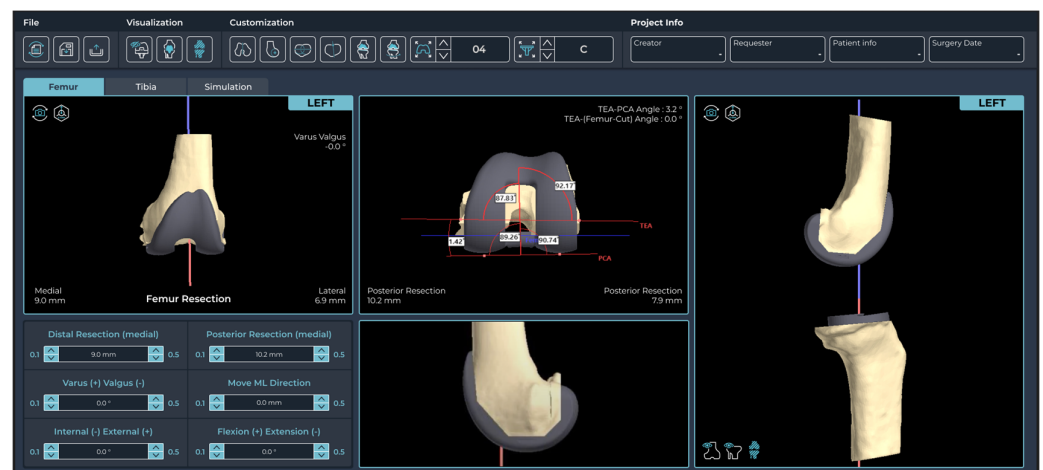 File Visualization Customization Project Info
04 C Creator Requester Patient info Surgery Date
Femur Tibia Simulation
LEFT
Varus Valgus
-0.0 °
Medial
9.0 mm
Femur Resection
Lateral
6.9 mm
TEA-PCA Angle : 3.2 °
TEA-(Femur-Cut) Angle : 0.0 °
92.17°
87.83°
TEA
1.42° 89.26° 90.74°
PCA
Posterior Resection
10.2 mm
Posterior Resection
7.9 mm
LEFT
Distal Resection (medial) Posterior Resection (medial)
0.1 9.0 mm 0.5 0.1 10.2 mm 0.5
Varus (+) Valgus (-) Move ML Direction
0.1 0.0 ° 0.5 0.1 0.0 mm 0.5
Internal (-) External (+) Flexion (+) Extension (-)
0.1 0.0 ° 0.5 0.1 0.0 ° 0.5